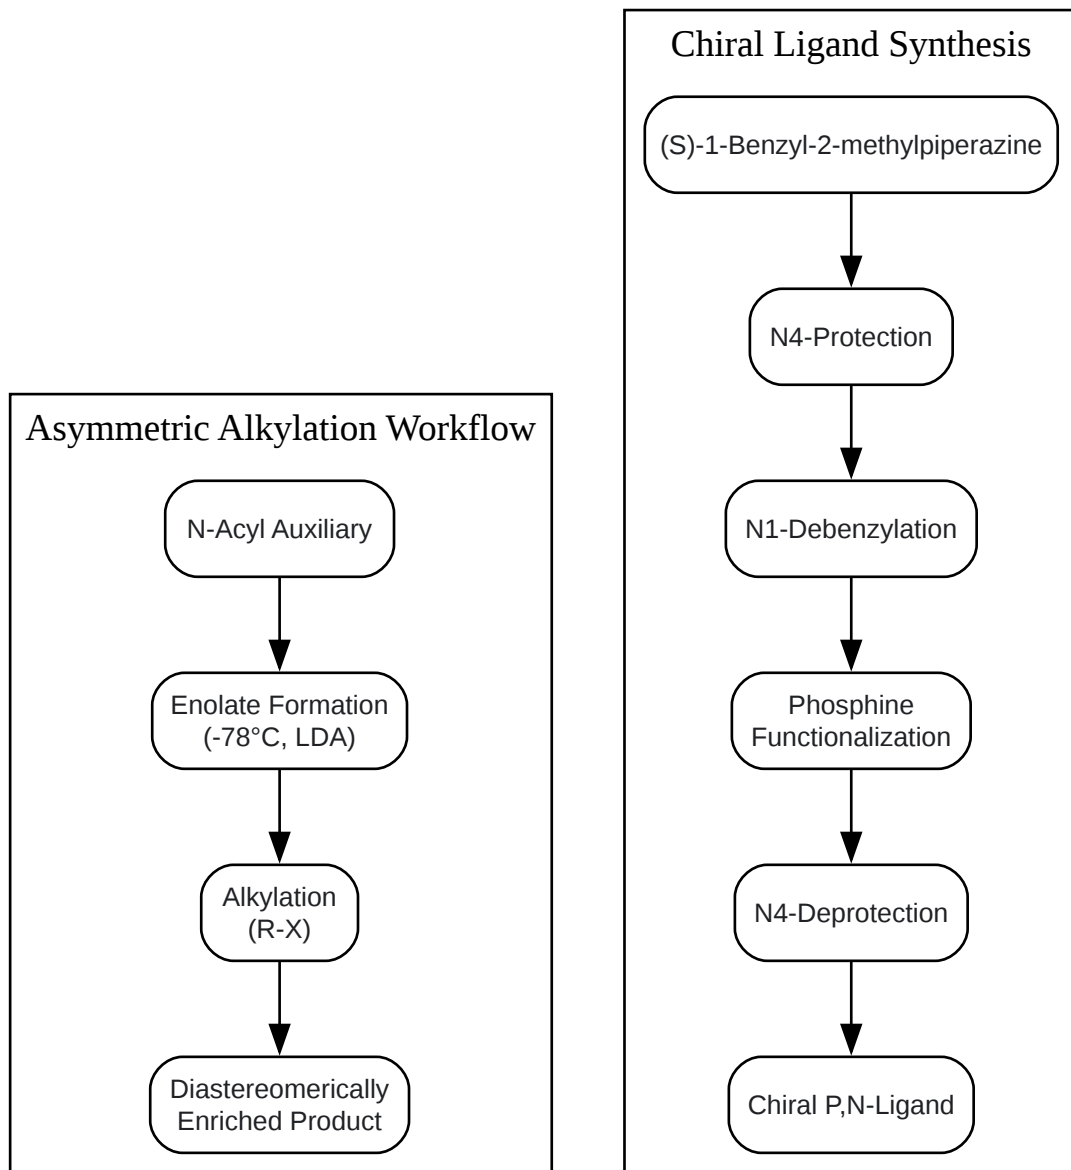 Chiral Ligand Synthesis
(S)-1-Benzyl-2-methylpiperazine
N4-Protection
N1-Debenzylation
Phosphine
Functionalization
N4-Deprotection
Chiral P,N-Ligand
Asymmetric Alkylation Workflow
N-Acyl Auxiliary
Enolate Formation
(-78°C, LDA)
Alkylation
(R-X)
Diastereomerically
Enriched Product